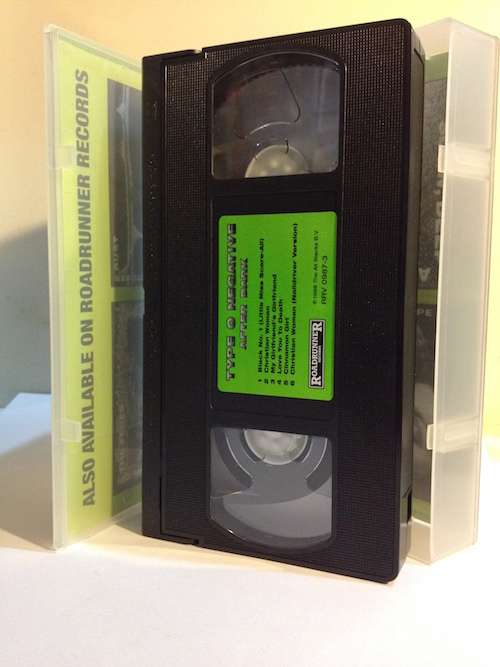 ALSO AVAILABLE ON ROADRUNNER RECORDS
TYPE O NEGATIVE
AFTER DARK
1 Black No. 1 (Little Miss Scare-All)
2 Christian Woman
3 My Girlfriend's Girlfriend
4 Love You To Death
5 Cinnamon Girl
6 Christian Woman (Naildriver Version)
ROADRUNNER
RRV 0987-3